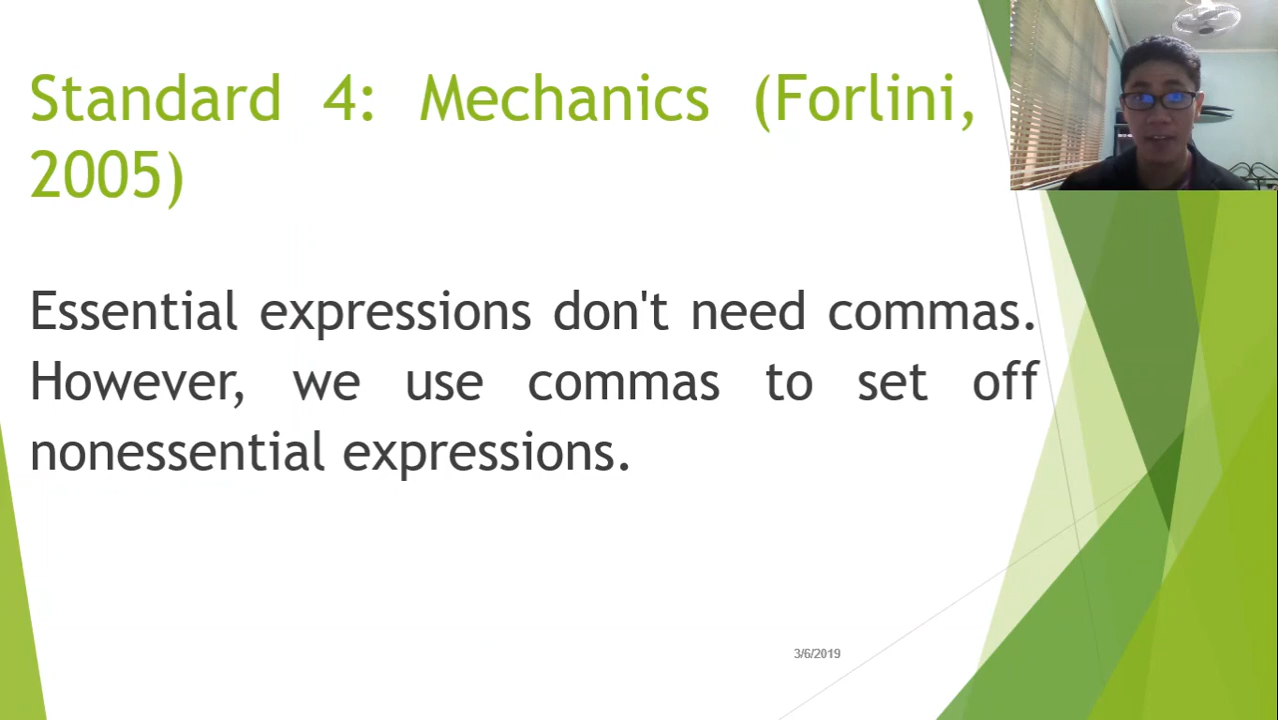 Standard 4: Mechanics (Forlini,
2005)
Essential expressions don't need commas.
However, we use commas to set off
nonessential expressions.
3/6/2019